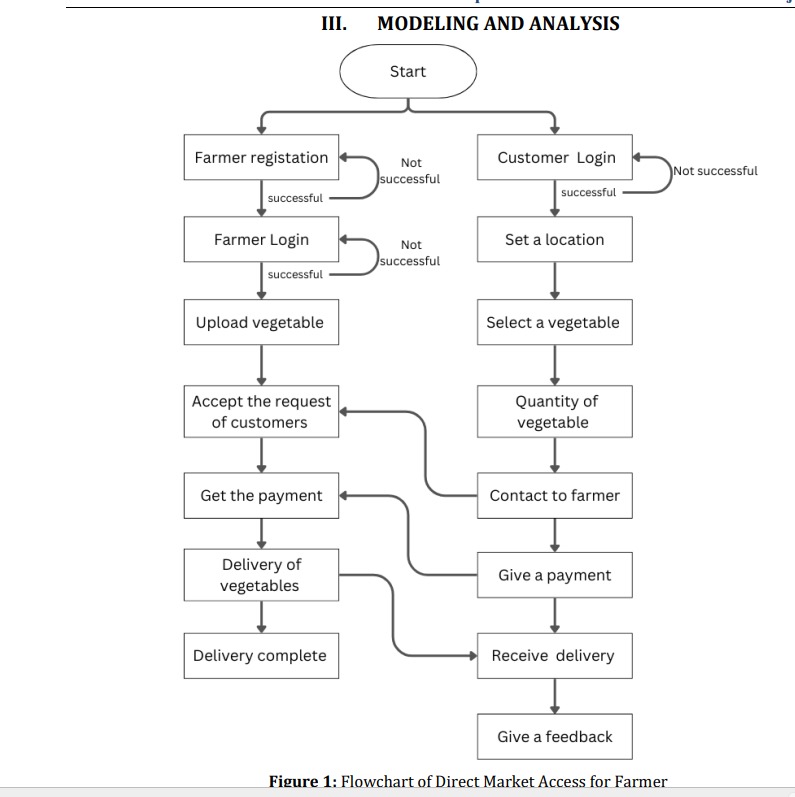 III. MODELING AND ANALYSIS
Start
Farmer registation
Not
successful
successful
Farmer Login
Not
successful
successful
Upload vegetable
Accept the request
of customers
Get the payment
Delivery of
vegetables
Delivery complete
Customer Login
Not successful
successful
Set a location
Select a vegetable
Quantity of
vegetable
Contact to farmer
Give a payment
Receive delivery
Give a feedback
Figure 1: Flowchart of Direct Market Access for Farmer